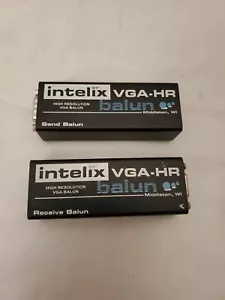 intelix VGA-HR
HIGH RESOLUTION
VGA BALUN
balun
Middleton, WI
Send Balun
intelix VGA-HR
HIGH RESOLUTION
VGA BALUN
balun
Middleton, WI
Receive Balun